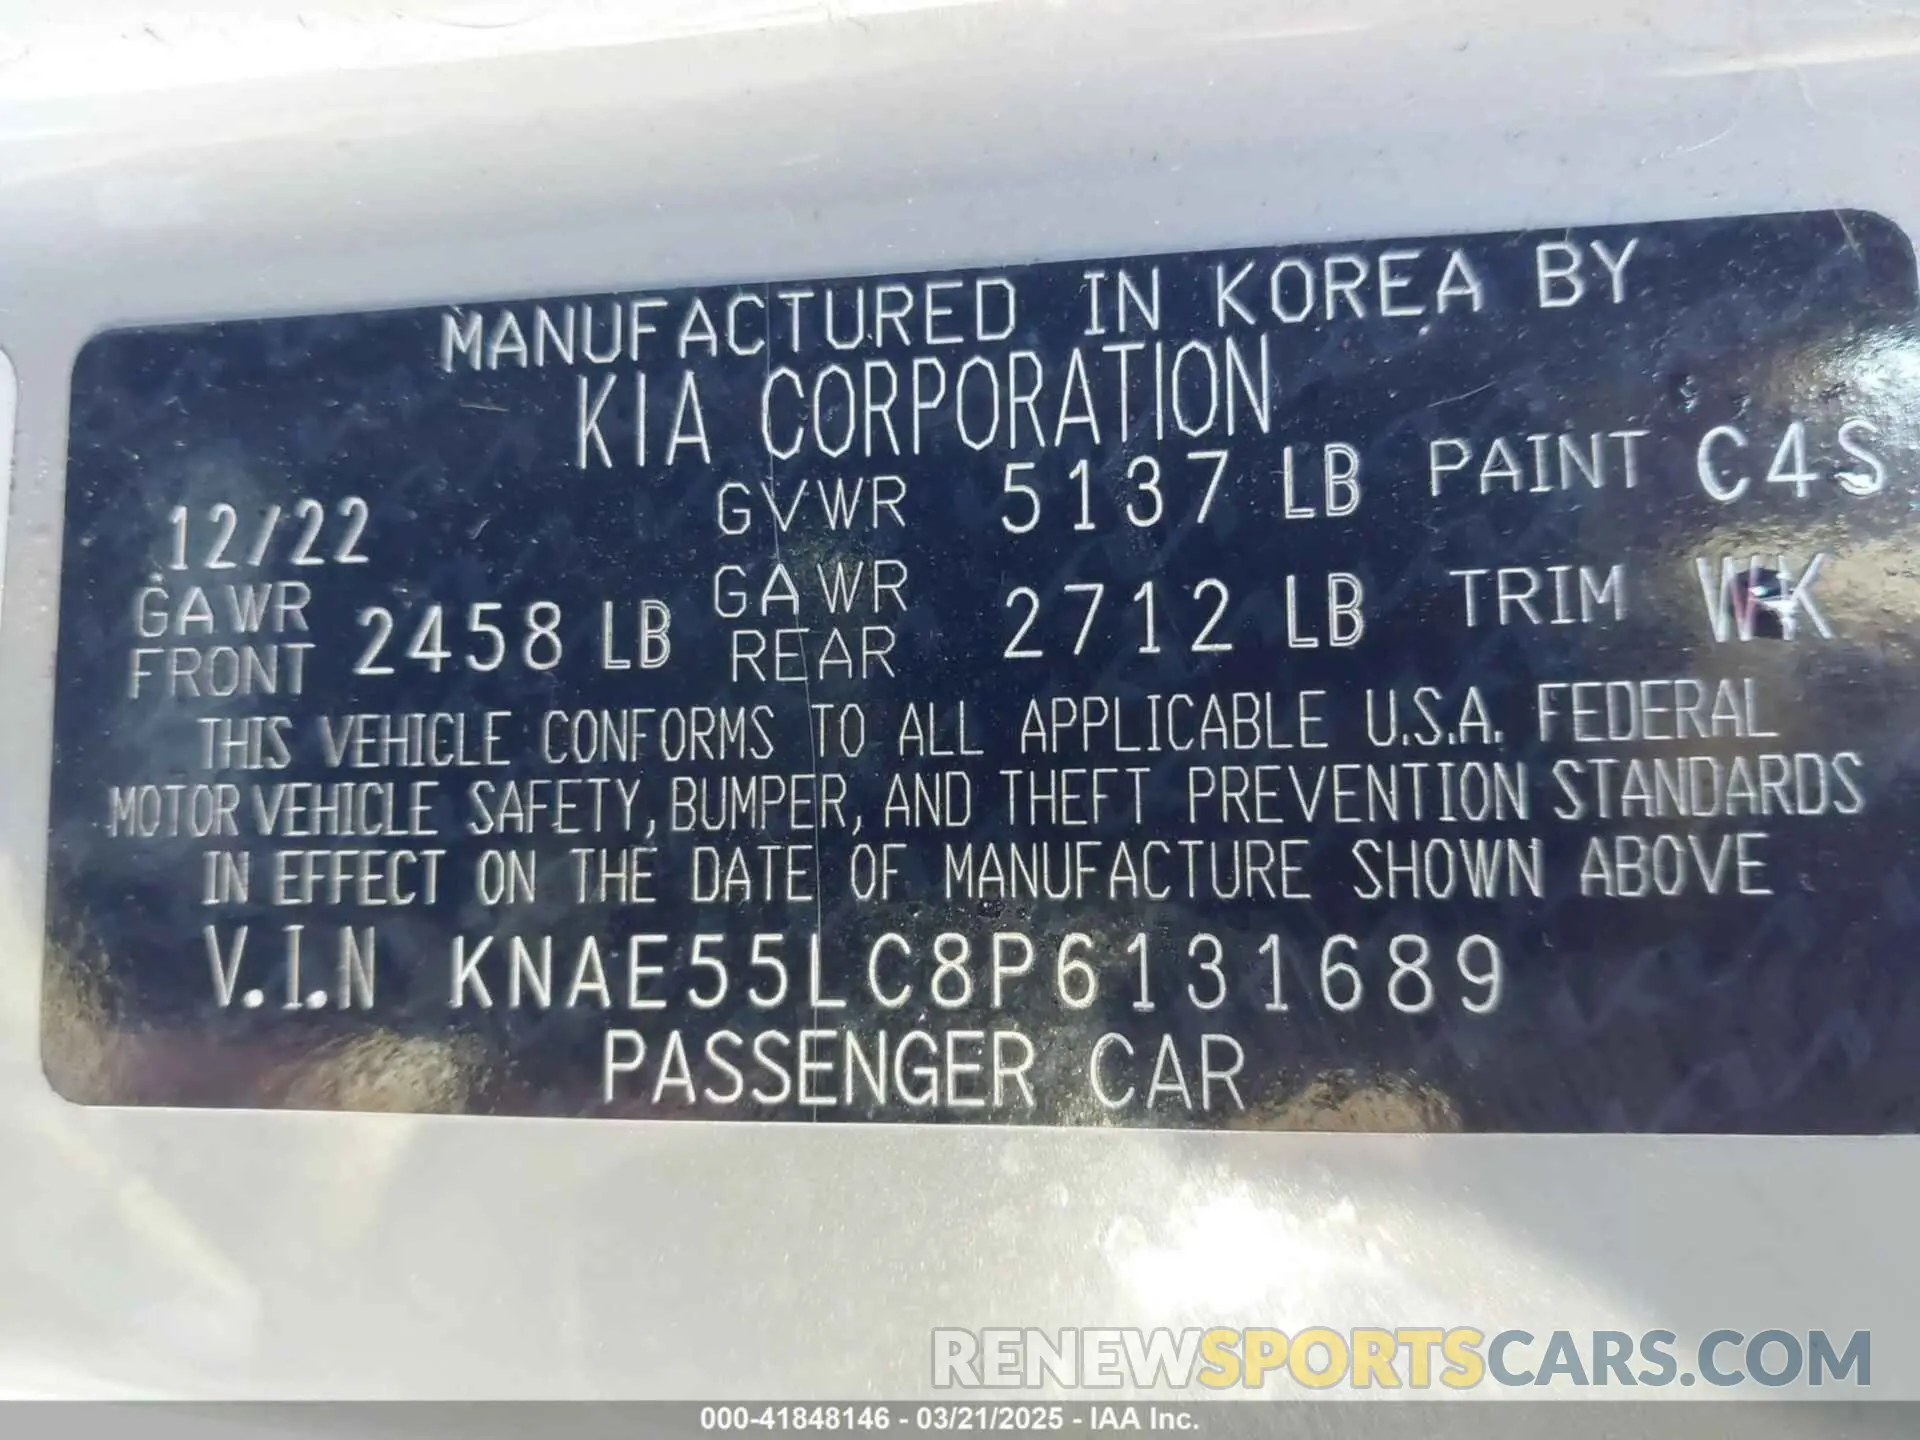 MANUFACTURED IN KOREA BY
KIA CORPORATION
12/22 GVWR 5137 LB PAINT C4S
GAWR FRONT 2458 LB GAWR REAR 2712 LB TRIM WK
THIS VEHICLE CONFORMS TO ALL APPLICABLE U.S.A. FEDERAL
MOTOR VEHICLE SAFETY, BUMPER, AND THEFT PREVENTION STANDARDS
IN EFFECT ON THE DATE OF MANUFACTURE SHOWN ABOVE
V.I.N KNAE55LC8P6131689
PASSENGER CAR
RENEWSPORTSCARS.COM
000-41848146 - 03/21/2025 - IAA Inc.